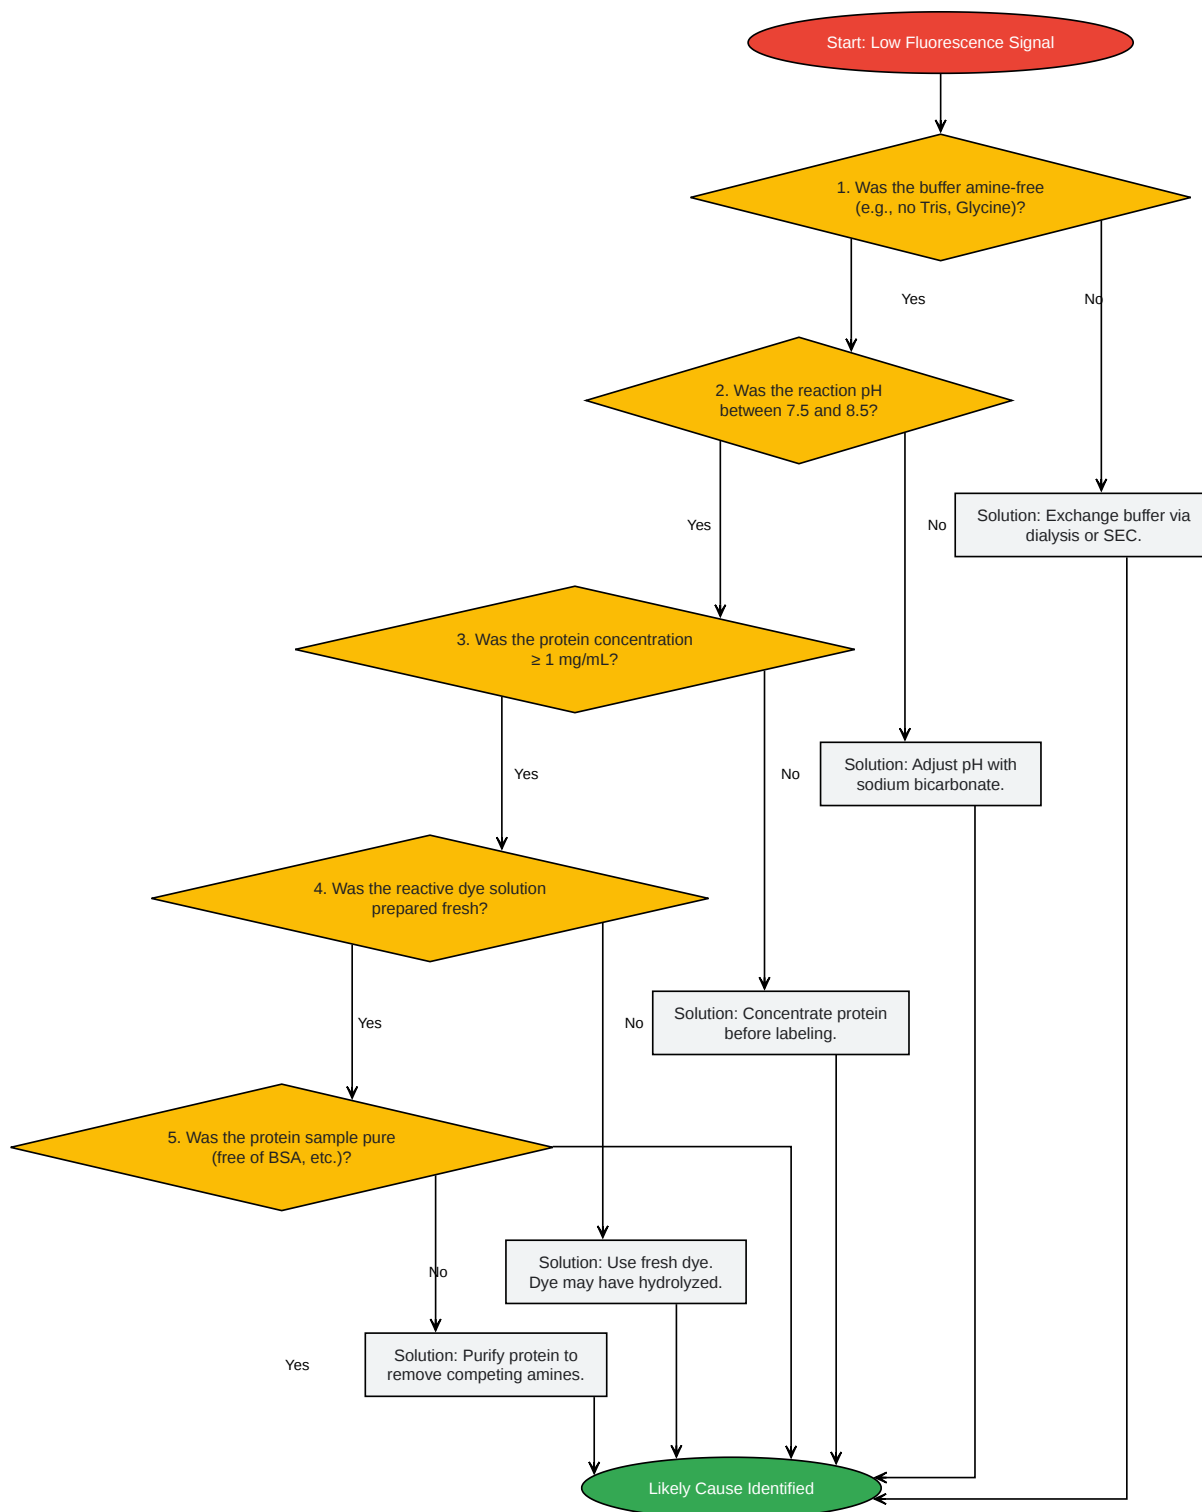 Start: Low Fluorescence Signal
1. Was the buffer amine-free
(e.g., no Tris, Glycine)?
Yes
No
2. Was the reaction pH
between 7.5 and 8.5?
Yes
No
Solution: Exchange buffer via
dialysis or SEC.
3. Was the protein concentration
≥ 1 mg/mL?
Yes
No
Solution: Adjust pH with
sodium bicarbonate.
4. Was the reactive dye solution
prepared fresh?
Yes
No
Solution: Concentrate protein
before labeling.
5. Was the protein sample pure
(free of BSA, etc.)?
No
Solution: Use fresh dye.
Dye may have hydrolyzed.
Yes
Solution: Purify protein to
remove competing amines.
Likely Cause Identified